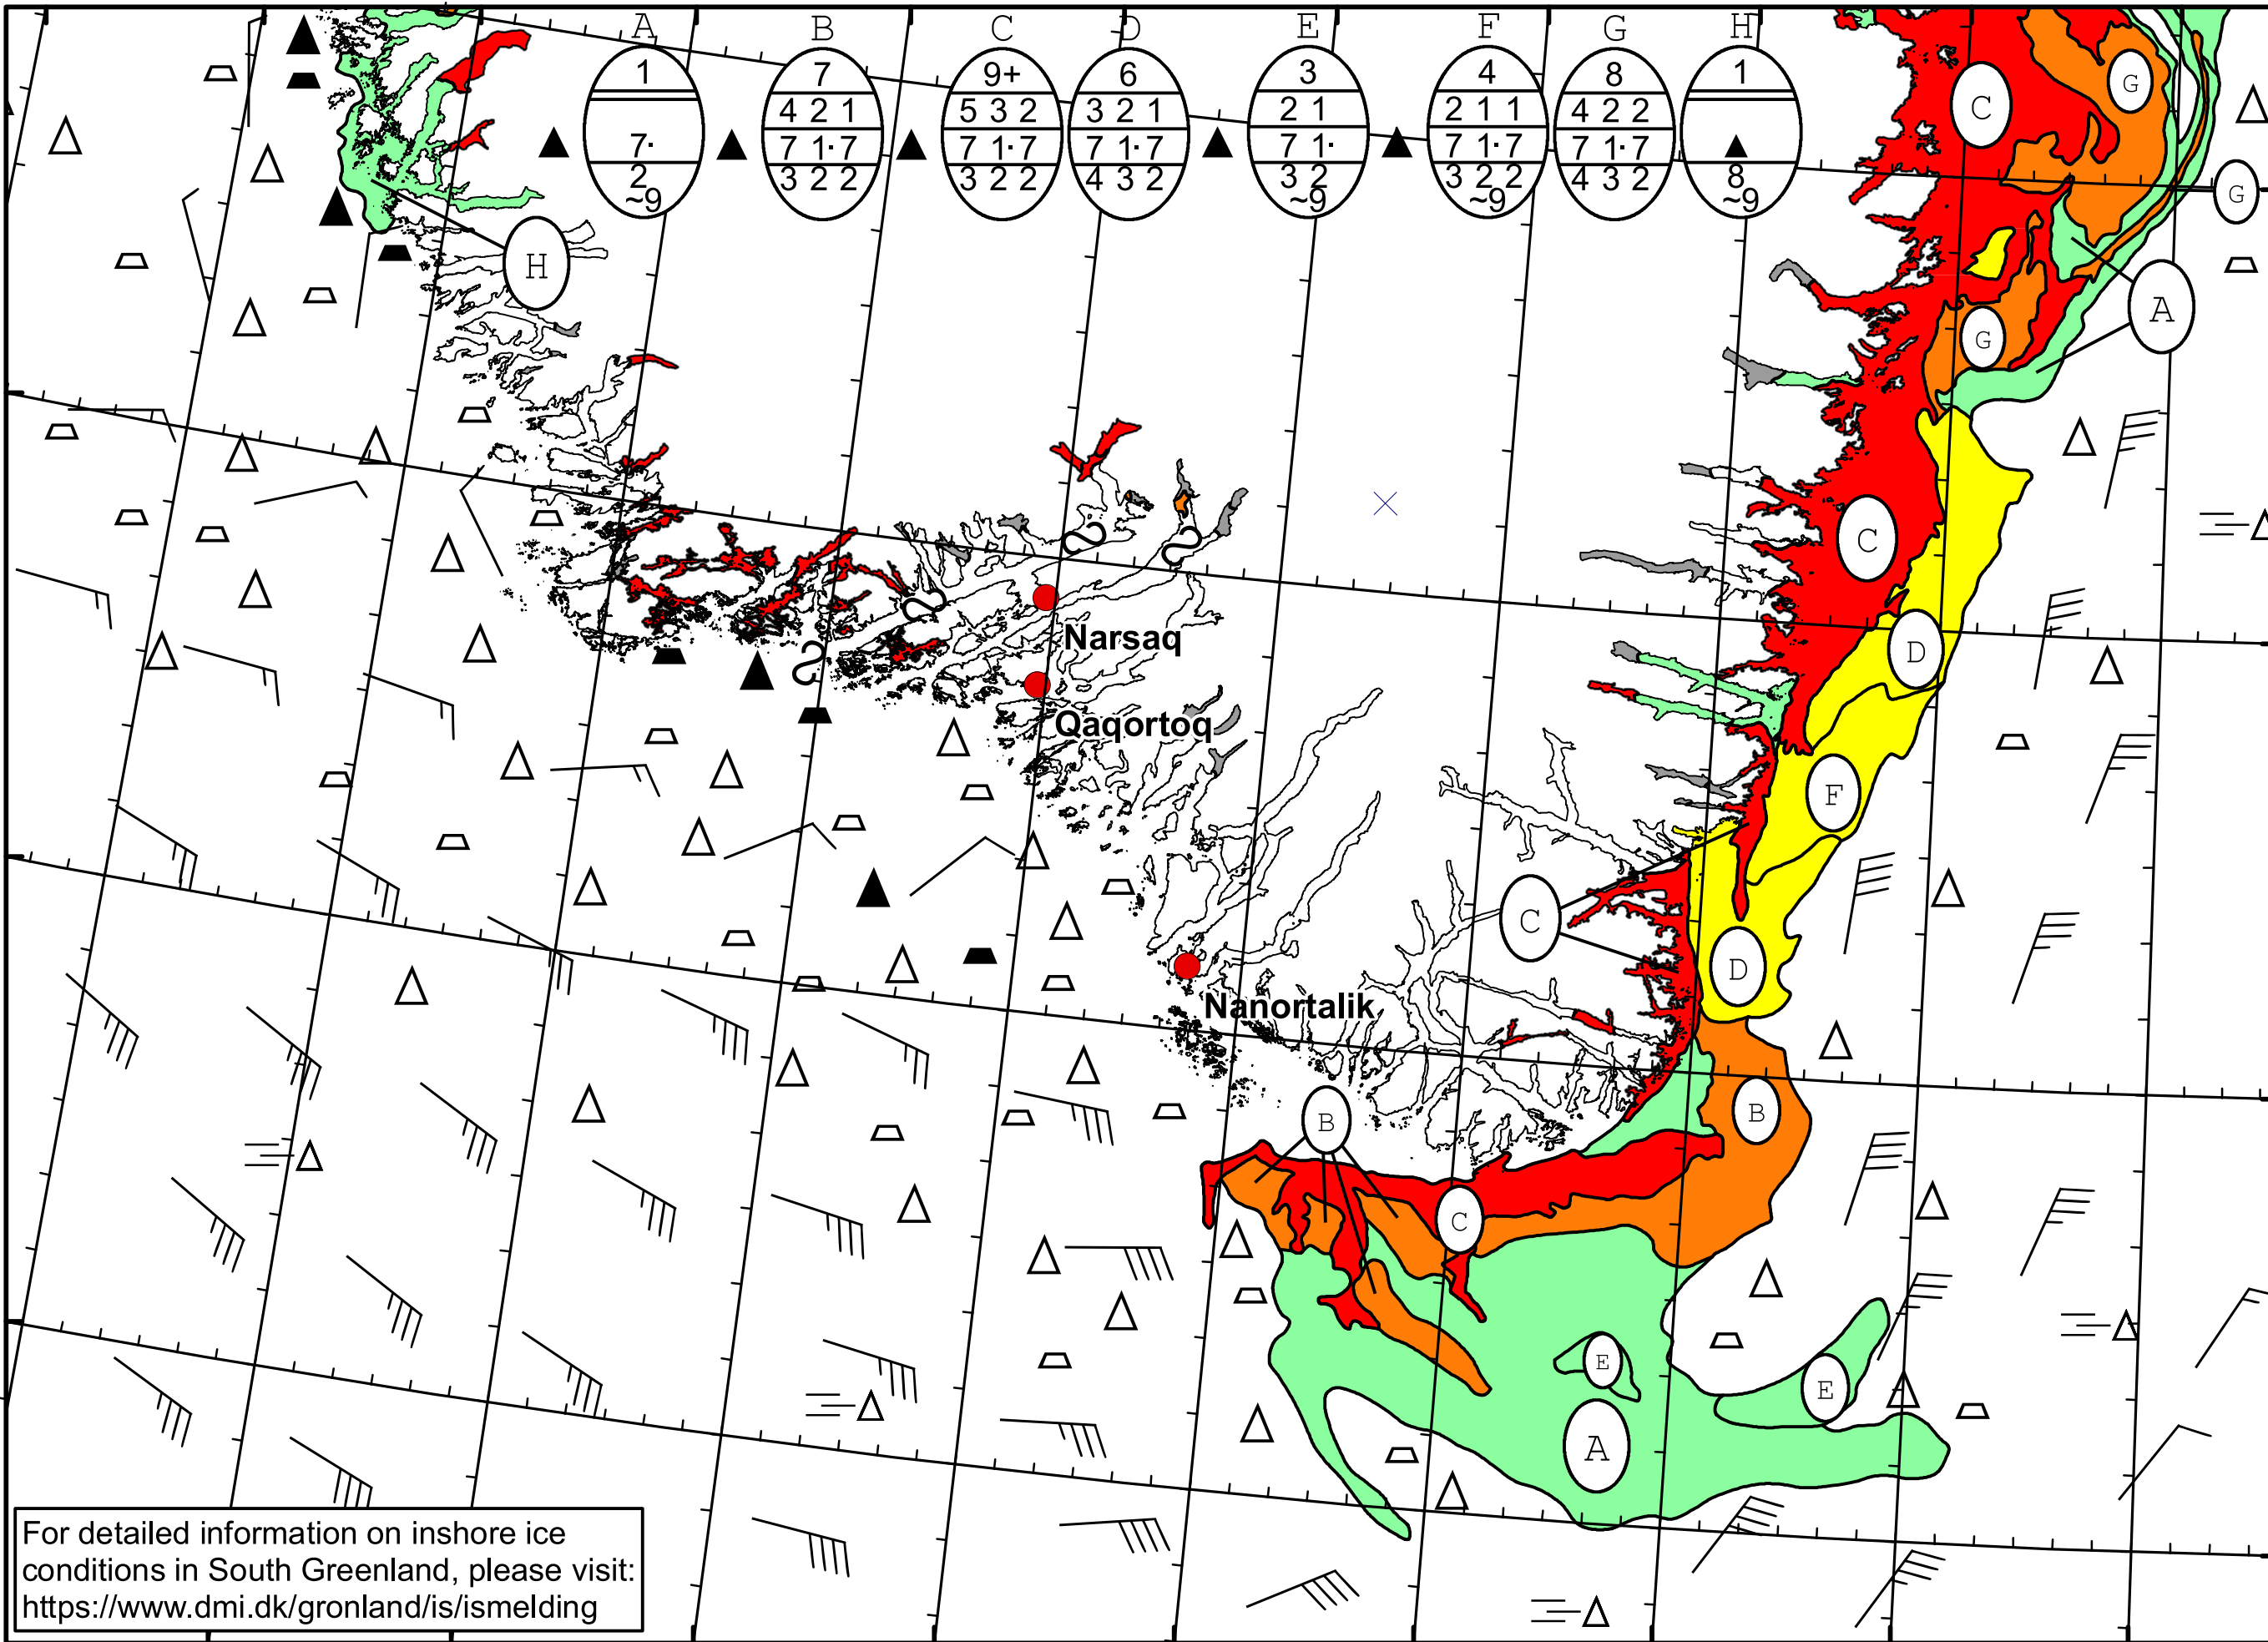 A B C D E F G H
1 7 9+ 6 3 4 8 1
4 2 1 5 3 2 3 2 1 2 1 2 1 1 4 2 2
7· 7 1·7 7 1·7 7 1·7 7 1· 7 1·7 7 1·7
2 3 2 2 3 2 2 4 3 2 3 2 3 2 2 4 3 2 8
~9 ~9 ~9 ~9
G
C
G
H
A
G
C
Narsaq
D
Qaqortoq
F
C
D
Nanortalik
B
B
C
E
E
A
For detailed information on inshore ice
conditions in South Greenland, please visit:
https://www.dmi.dk/gronland/is/ismelding